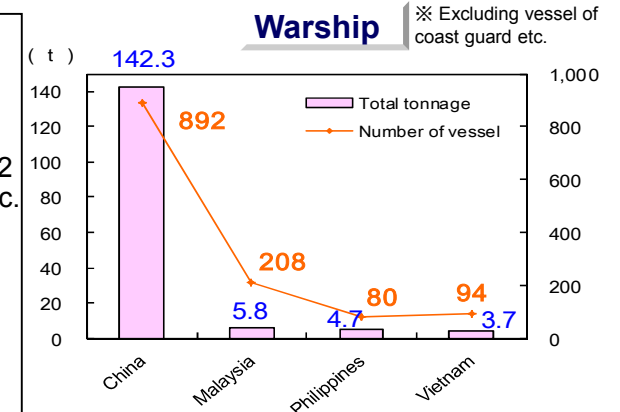 Warship
※ Excluding vessel of
coast guard etc.
( t )
142.3
1,000
140
120
100
80
60
40
20
0
800
600
400
200
0
Total tonnage
Number of vessel
892
208
80
94
5.8
4.7
3.7
China
Malaysia
Philippines
Vietnam
2
c.